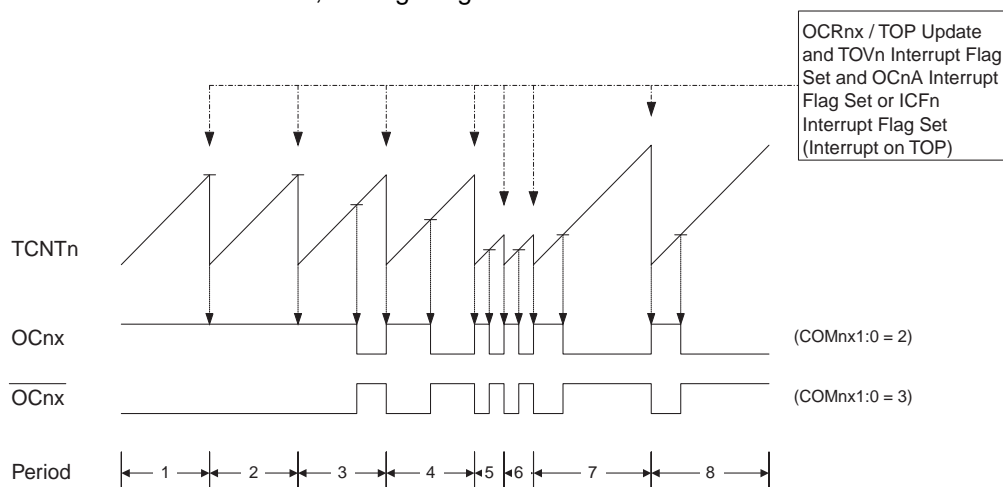 OCRnx / TOP Update
and TOVn Interrupt Flag
Set and OCnA Interrupt
Flag Set or ICFn
Interrupt Flag Set
(Interrupt on TOP)
TCNTn
OCnx (COMnx1:0 = 2)
OCnx (COMnx1:0 = 3)
Period 1 2 3 4 5 6 7 8